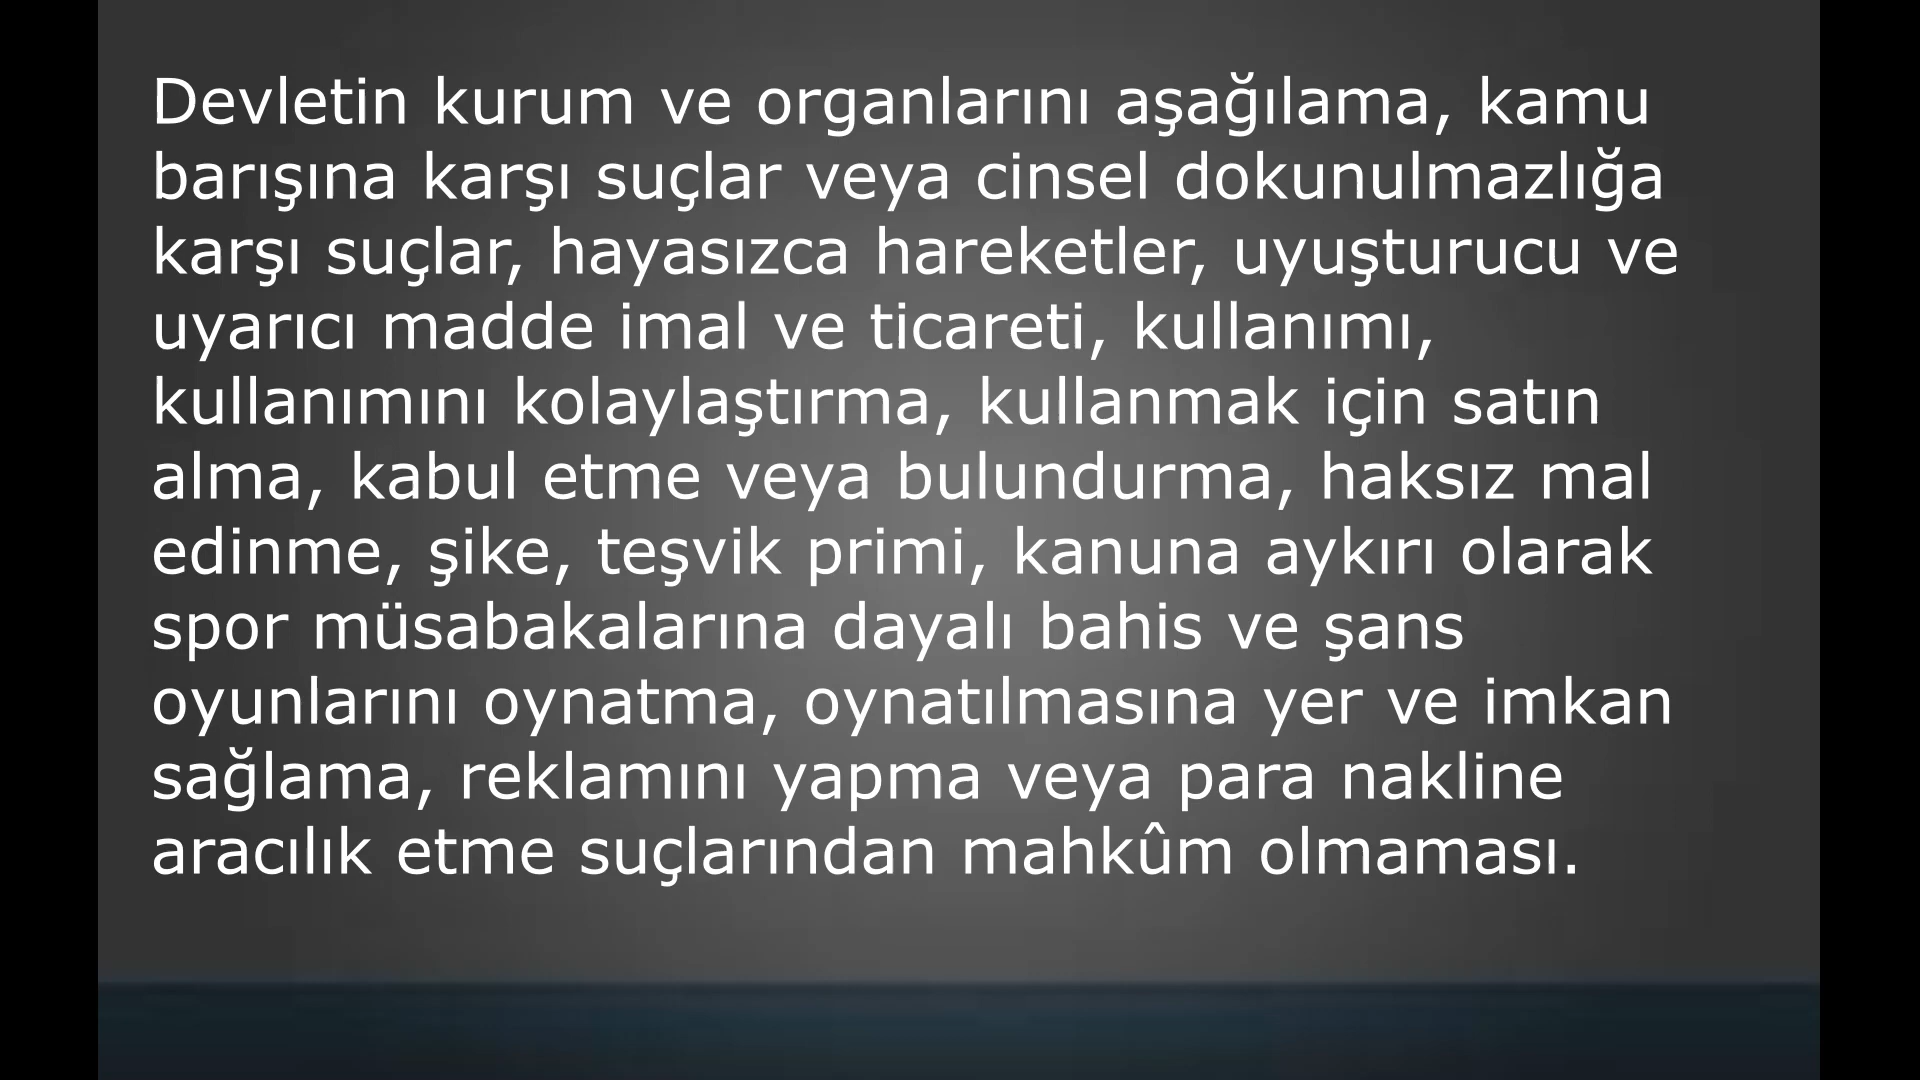 Devletin kurum ve organlarını aşağılama, kamu
barışına karşı suçlar veya cinsel dokunulmazlığa
karşı suçlar, hayasızca hareketler, uyuşturucu ve
uyarıcı madde imal ve ticareti, kullanımı,
kullanımını kolaylaştırma, kullanmak için satın
alma, kabul etme veya bulundurma, haksız mal
edinme, şike, teşvik primi, kanuna aykırı olarak
spor müsabakalarına dayalı bahis ve şans
oyunlarını oynatma, oynatılmasına yer ve imkan
sağlama, reklamını yapma veya para nakline
aracılık etme suçlarından mahkûm olmaması.